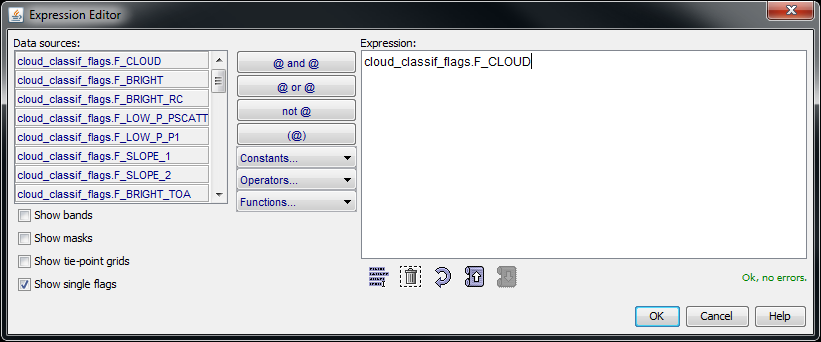 Expression Editor
Data sources:
cloud_classif_flags.F_CLOUD
cloud_classif_flags.F_BRIGHT
cloud_classif_flags.F_BRIGHT_RC
cloud_classif_flags.F_LOW_P_PSCATT
cloud_classif_flags.F_LOW_P_P1
cloud_classif_flags.F_SLOPE_1
cloud_classif_flags.F_SLOPE_2
cloud_classif_flags.F_BRIGHT_TOA
Show bands
Show masks
Show tie-point grids
Show single flags
@ and @
@ or @
not @
(@)
Constants...
Operators...
Functions...
Expression:
cloud_classif_flags.F_CLOUD
Ok, no errors.
OK
Cancel
Help